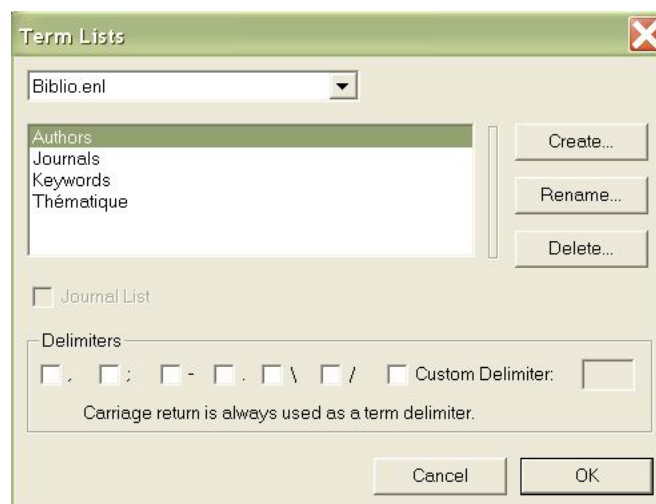 Term Lists
Biblio.enl
Authors
Journals
Keywords
Thématique
Create...
Rename...
Delete...
Journal List
Delimiters
, ; - . \ / Custom Delimiter:
Carriage return is always used as a term delimiter.
Cancel OK